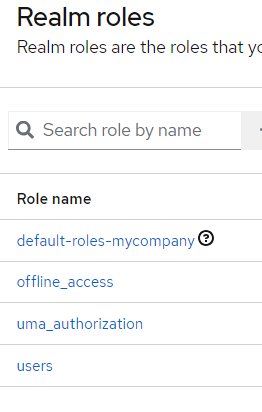 Realm roles
Realm roles are the roles that yo
Search role by name
Role name
default-roles-mycompany
offline_access
uma_authorization
users